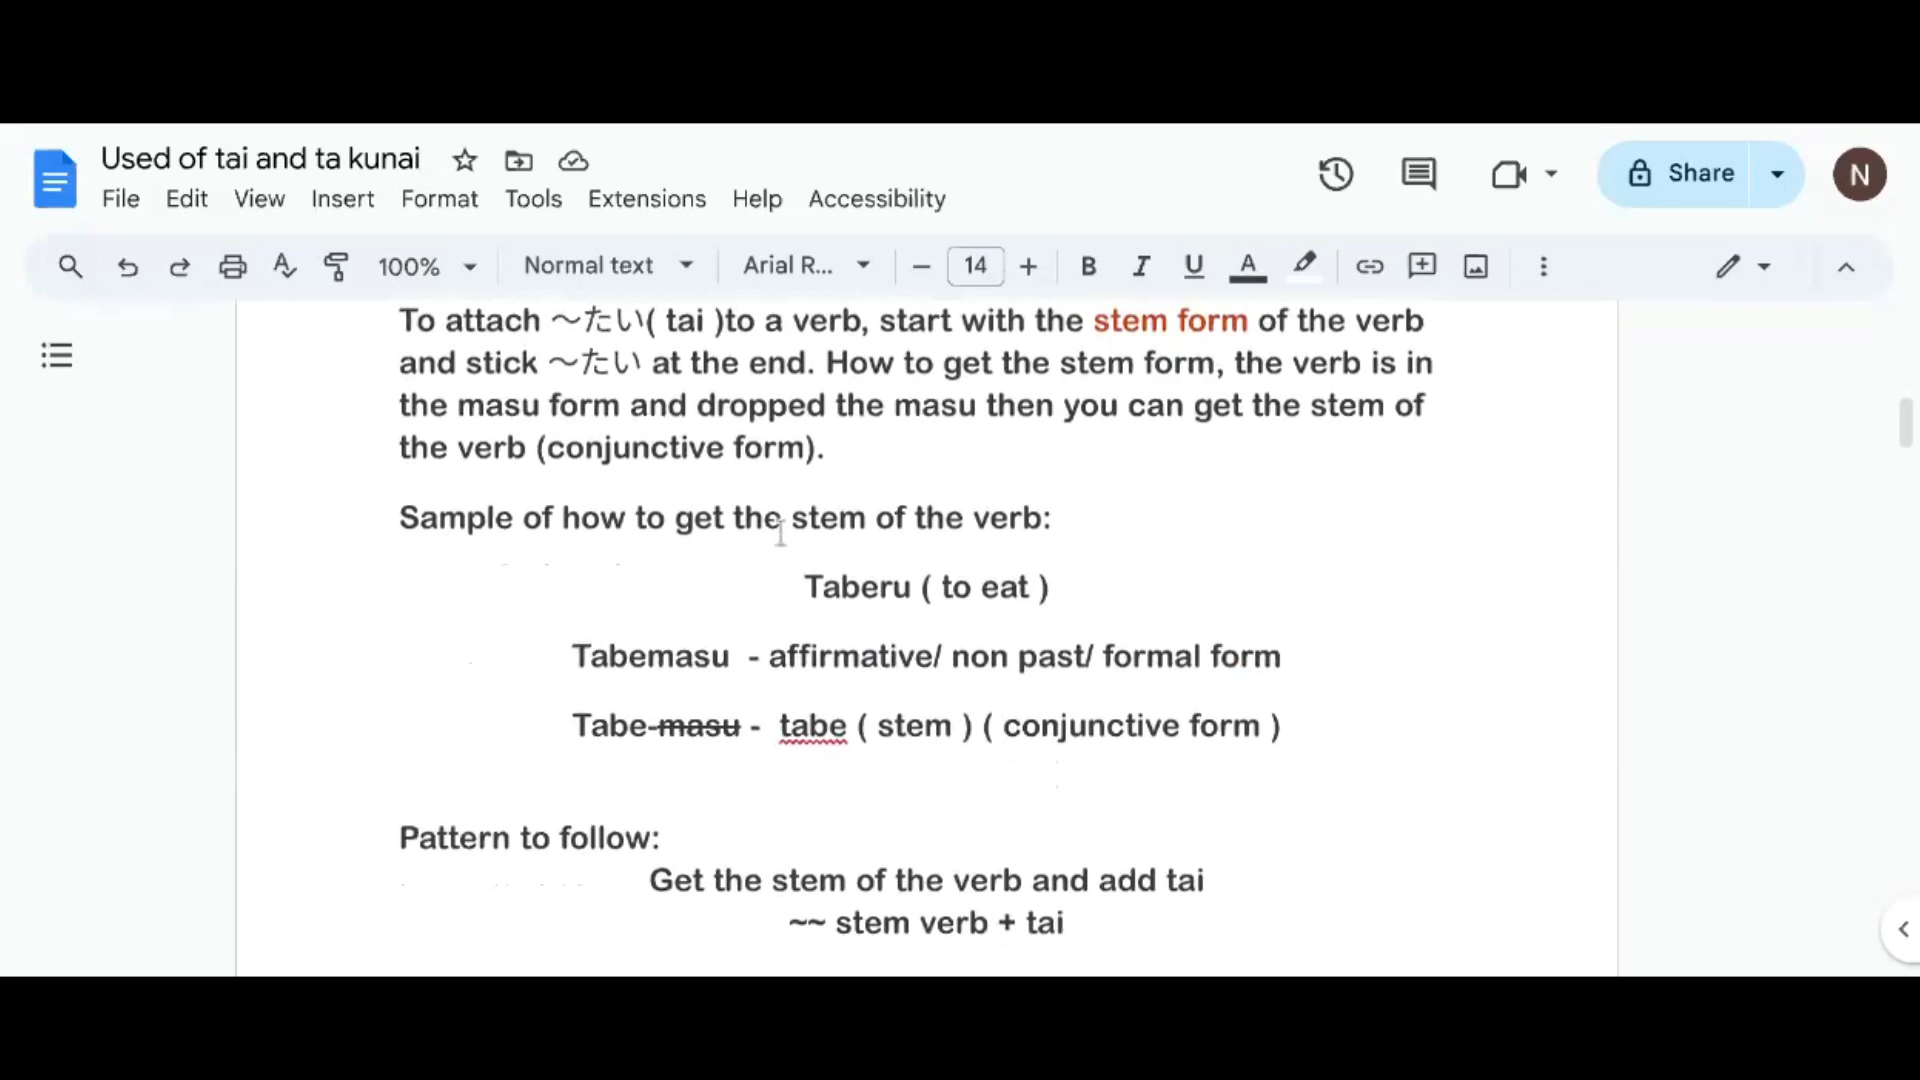 Used of tai and ta kunai
File Edit View Insert Format Tools Extensions Help Accessibility
Share
N
100% Normal text Arial R... 14 B I U A
To attach ～たい( tai )to a verb, start with the stem form of the verb
and stick ～たい at the end. How to get the stem form, the verb is in
the masu form and dropped the masu then you can get the stem of
the verb (conjunctive form).
Sample of how to get the stem of the verb:
Taberu ( to eat )
Tabemasu - affirmative/ non past/ formal form
Tabe-masu - tabe ( stem ) ( conjunctive form )
Pattern to follow:
Get the stem of the verb and add tai
~~ stem verb + tai